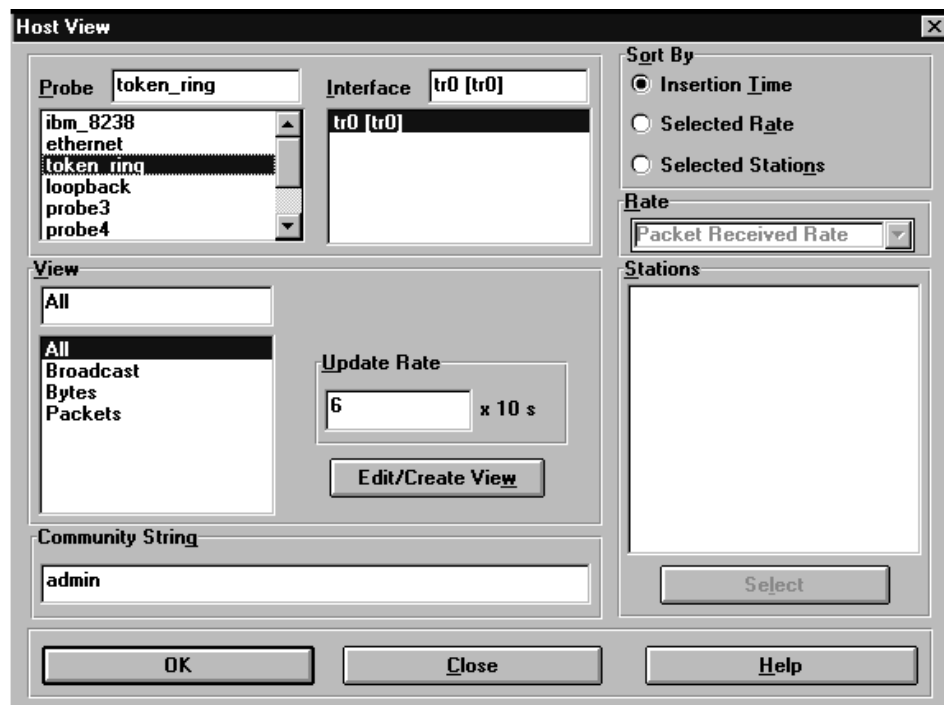 Host View
Probe
token_ring
ibm_8238
ethernet
token_ring
loopback
probe3
probe4
Interface
tr0 [tr0]
tr0 [tr0]
Sort By
Insertion Time
Selected Rate
Selected Stations
Rate
Packet Received Rate
View
All
All
Broadcast
Bytes
Packets
Update Rate
6 x 10 s
Edit/Create View
Stations
Select
Community String
admin
OK
Close
Help